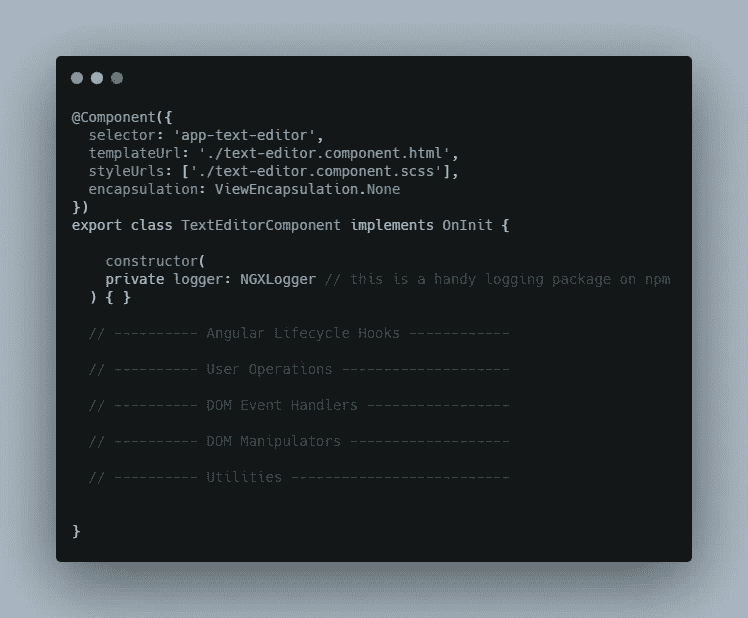 @Component({
  selector: 'app-text-editor',
  templateUrl: './text-editor.component.html',
  styleUrls: ['./text-editor.component.scss'],
  encapsulation: ViewEncapsulation.None
})
export class TextEditorComponent implements OnInit {
    constructor(
    private logger: NGXLogger // this is a handy logging package on npm
  ) { }
  // ---------- Angular Lifecycle Hooks ------------
  // ---------- User Operations --------------------
  // ---------- DOM Event Handlers -----------------
  // ---------- DOM Manipulators -------------------
  // ---------- Utilities --------------------------
}